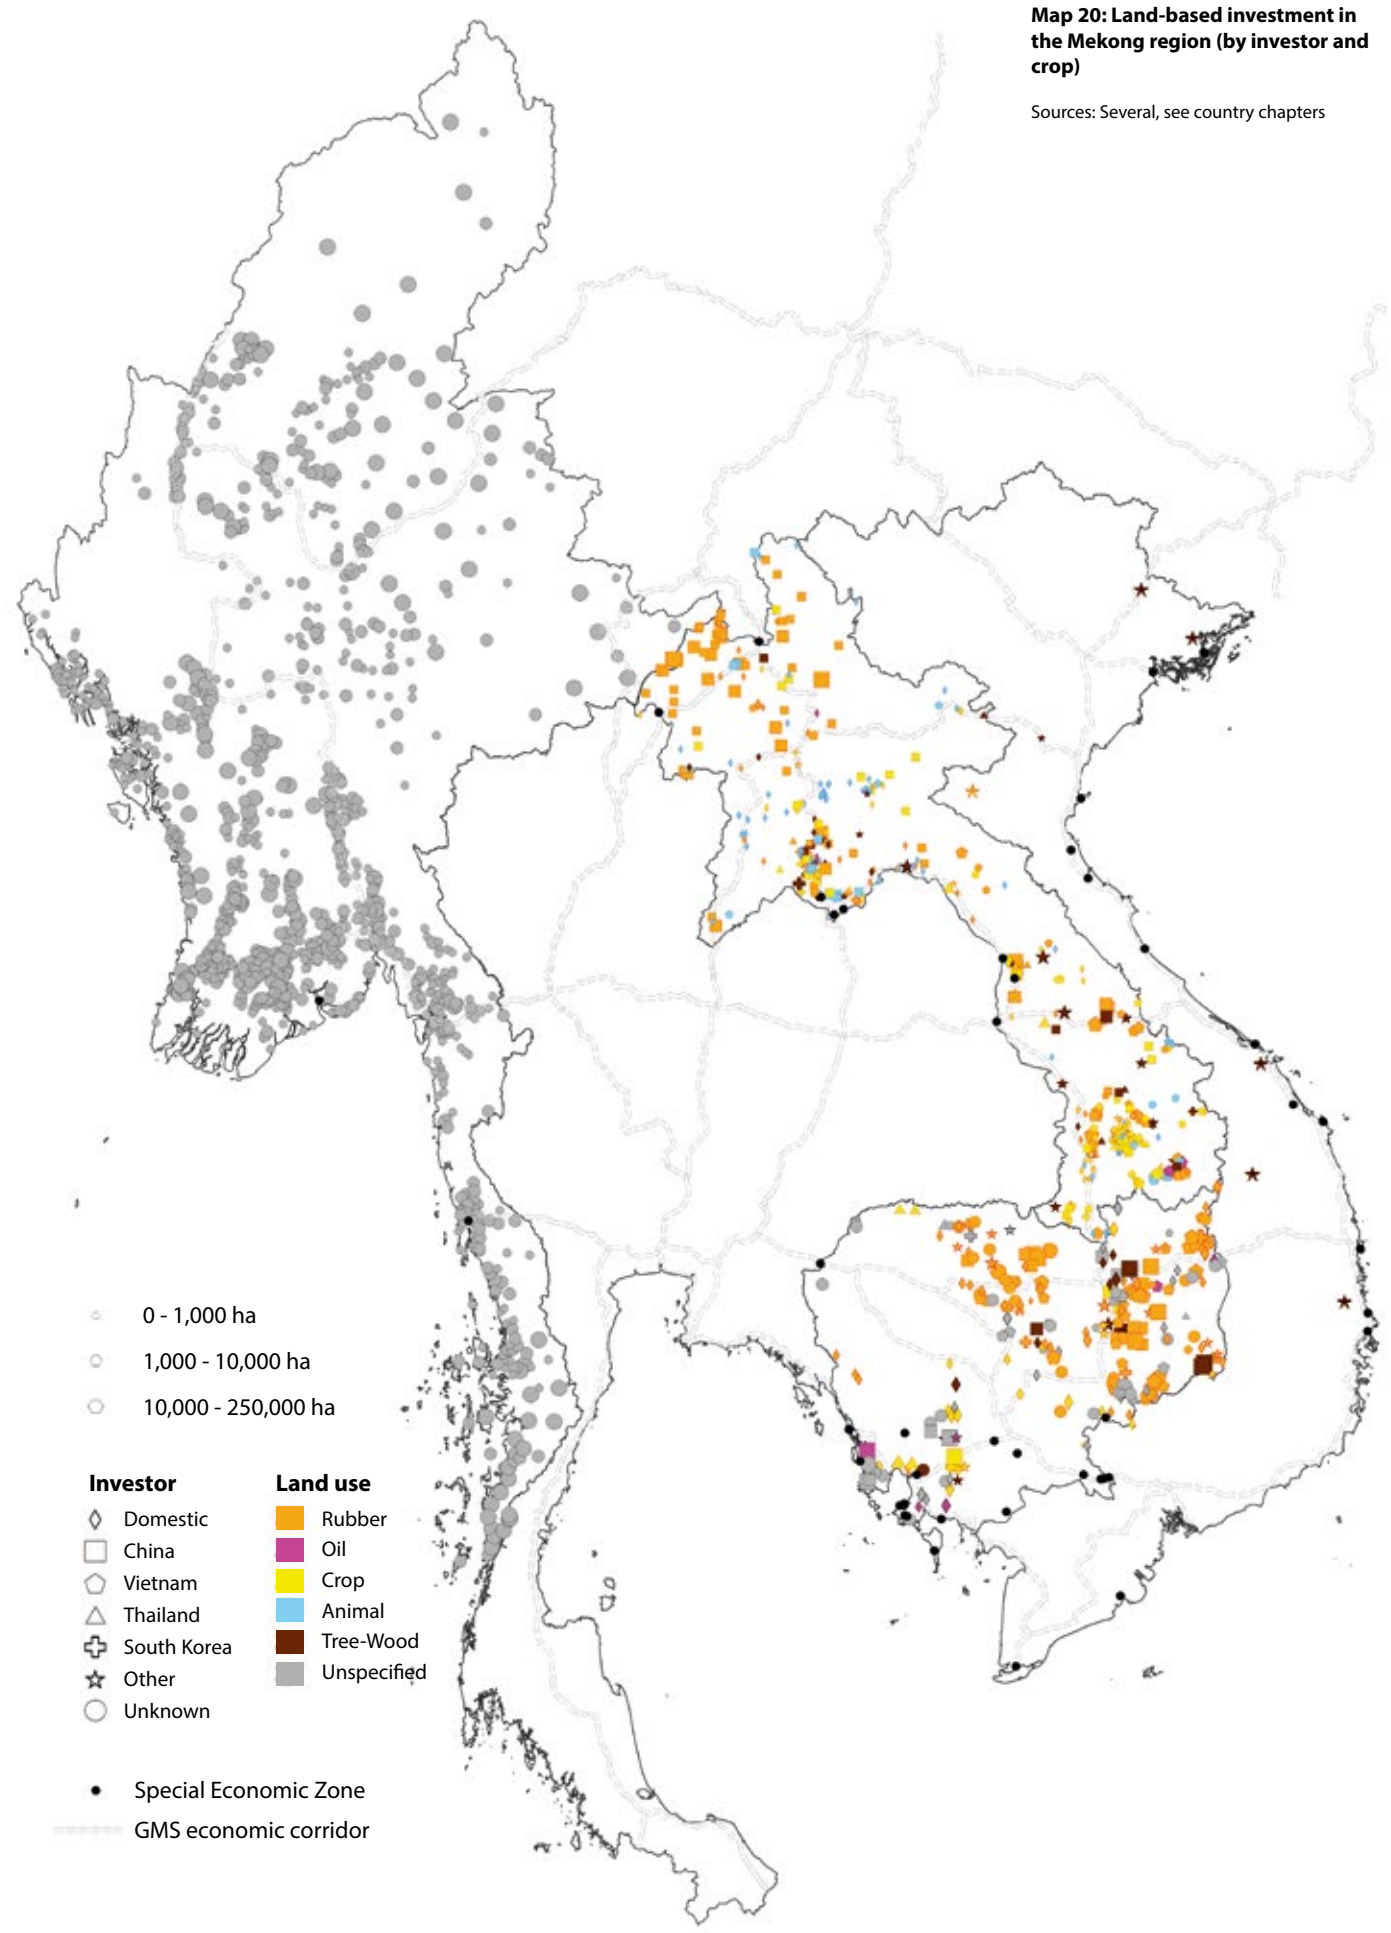 Map 20: Land-based investment in
the Mekong region (by investor and
crop)
Sources: Several, see country chapters
0 - 1,000 ha
1,000 - 10,000 ha
10,000 - 250,000 ha
Investor
Domestic
China
Vietnam
Thailand
South Korea
Other
Unknown
Land use
Rubber
Oil
Crop
Animal
Tree-Wood
Unspecified
Special Economic Zone
GMS economic corridor